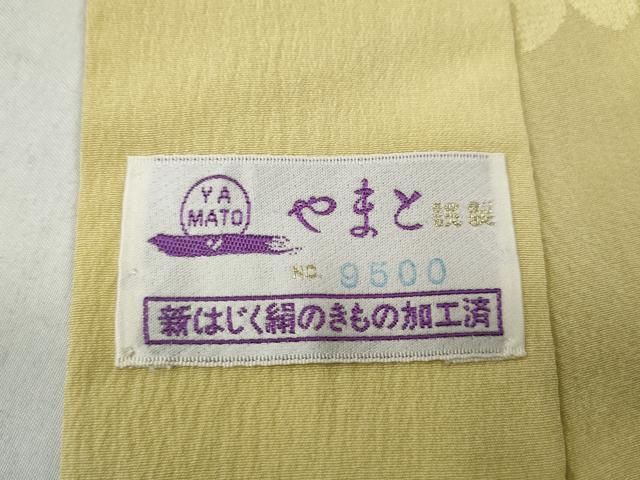 YA
MATO
やまと謹製
NO. 9500
新はじく絹のきもの加工済